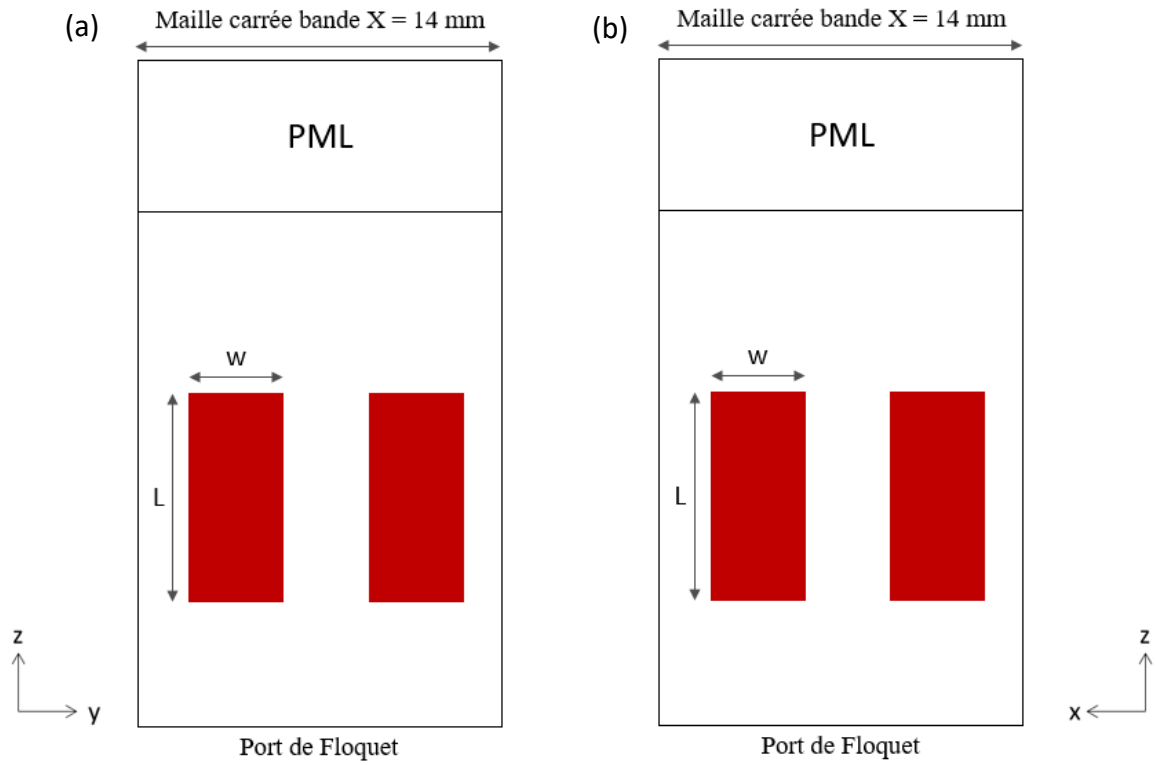 (a)
Maille carrée bande X = 14 mm
PML
w
L
z
y
Port de Floquet
(b)
Maille carrée bande X = 14 mm
PML
w
L
z
x
Port de Floquet